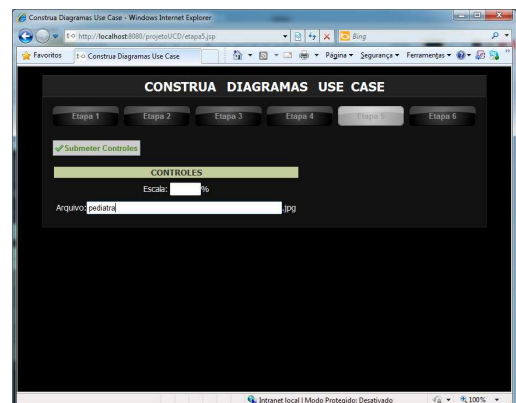 Construa Diagramas Use Case - Windows Internet Explorer
http://localhost:8080/projetoUCD/etapa5.jsp
Bing
Favoritos Construa Diagramas Use Case Página Segurança Ferramentas
CONSTRUA DIAGRAMAS USE CASE
Etapa 1 Etapa 2 Etapa 3 Etapa 4 Etapa 5 Etapa 6
Submeter Controles
CONTROLES
Escala: %
Arquivo: pediatra .jpg
Intranet local | Modo Protegido: Desativado 100%